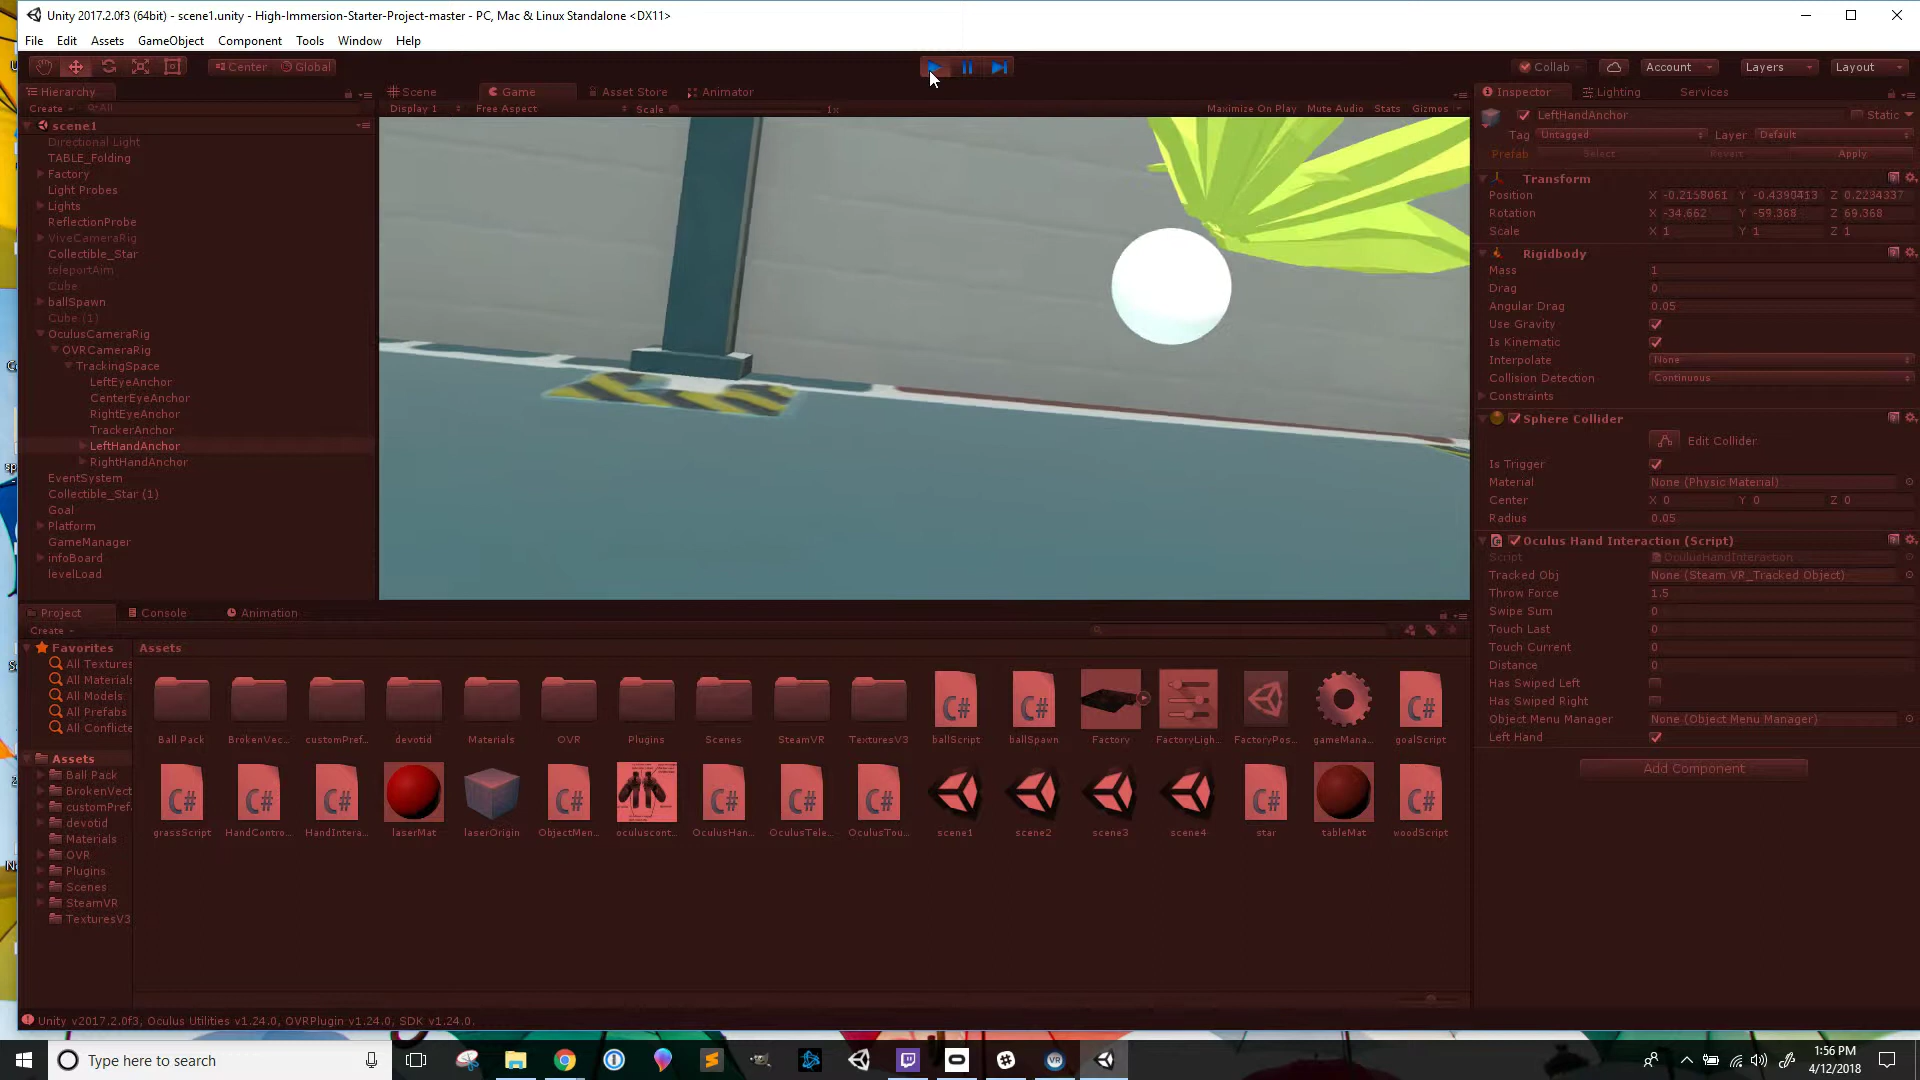 Unity 2017.2.0f3 (64bit) - scene1.unity - High-Immersion-Starter-Project-master - PC, Mac & Linux Standalone <DX11>
File Edit Assets GameObject Component Tools Window Help
Center Global
Collab Account Layers Layout
Hierarchy
Create All
scene1
Directional Light
TABLE_Folding
Factory
Light Probes
Lights
ReflectionProbe
ViveCameraRig
Collectible_Star
teleportAim
Cube
ballSpawn
Cube (1)
OculusCameraRig
OVRCameraRig
TrackingSpace
LeftEyeAnchor
CenterEyeAnchor
RightEyeAnchor
TrackerAnchor
LeftHandAnchor
RightHandAnchor
EventSystem
Collectible_Star (1)
Goal
Platform
GameManager
infoBoard
levelLoad
Scene Game Asset Store Animator
Display 1 Free Aspect Scale 1x Maximize On Play Mute Audio Stats Gizmos
Inspector Lighting Services
LeftHandAnchor Static
Tag Untagged Layer Default
Prefab Select Revert Apply
Transform
Position X -0.2158061 Y -0.4390413 Z 0.2234337
Rotation X -34.662 Y -59.368 Z 69.368
Scale X 1 Y 1 Z 1
Rigidbody
Mass 1
Drag 0
Angular Drag 0.05
Use Gravity
Is Kinematic
Interpolate None
Collision Detection Continuous
Constraints
Sphere Collider
Edit Collider
Is Trigger
Material None (Physic Material)
Center X 0 Y 0 Z 0
Radius 0.05
Oculus Hand Interaction (Script)
Script OculusHandInteraction
Tracked Obj None (Steam VR_Tracked Object)
Throw Force 1.5
Swipe Sum 0
Touch Last 0
Touch Current 0
Distance 0
Has Swiped Left
Has Swiped Right
Object Menu Manager None (Object Menu Manager)
Left Hand
Add Component
Project Console Animation
Create
Favorites
All Textures
All Materials
All Models
All Prefabs
All Conflicte
Assets
Ball Pack
BrokenVect
customPref
devotid
Materials
OVR
Plugins
Scenes
SteamVR
TexturesV3
Assets
Ball Pack BrokenVec... customPref... devotid Materials OVR Plugins Scenes SteamVR TexturesV3 ballScript ballSpawn Factory FactoryLigh... FactoryPos... gameMana... goalScript
C# C# C# C# C# C# C# C# C# C# C# C#
grassScript HandContro... HandIntera... laserMat laserOrigin ObjectMen... oculuscont... OculusHan... OculusTele... OculusTou... scene1 scene2 scene3 scene4 star tableMat woodScript
Unity v2017.2.0f3, Oculus Utilities v1.24.0, OVRPlugin v1.24.0, SDK v1.24.0.
Type here to search
VR
1:56 PM
4/12/2018